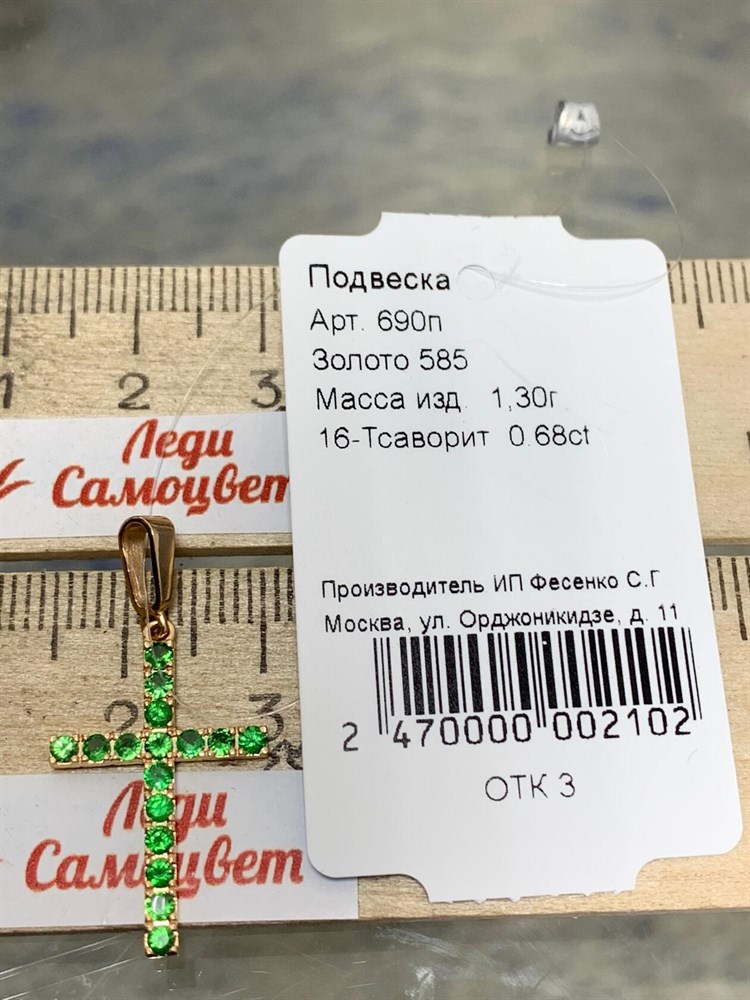 Подвеска
Арт. 690п
Золото 585
Масса изд. 1,30г
16-Тсаворит 0.68ct
Производитель ИП Фесенко С.Г
Москва, ул. Орджоникидзе, д. 11
2 470000 002102
ОТК 3
1 2 3
Леди
Самоцвет
2 3
Леди
Самоцвет